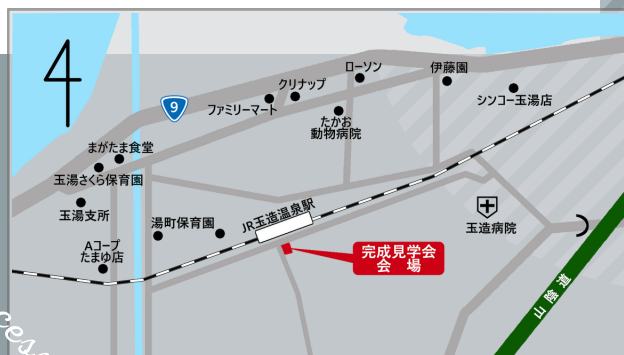 ローソン
伊藤園
クリナップ
シンコー玉湯店
9
ファミリーマート
たかお
動物病院
まがたま食堂
玉湯さくら保育園
玉湯支所
湯町保育園
JR玉造温泉駅
玉造病院
Aコープ
たまゆ店
完成見学会
会 場
山陰道